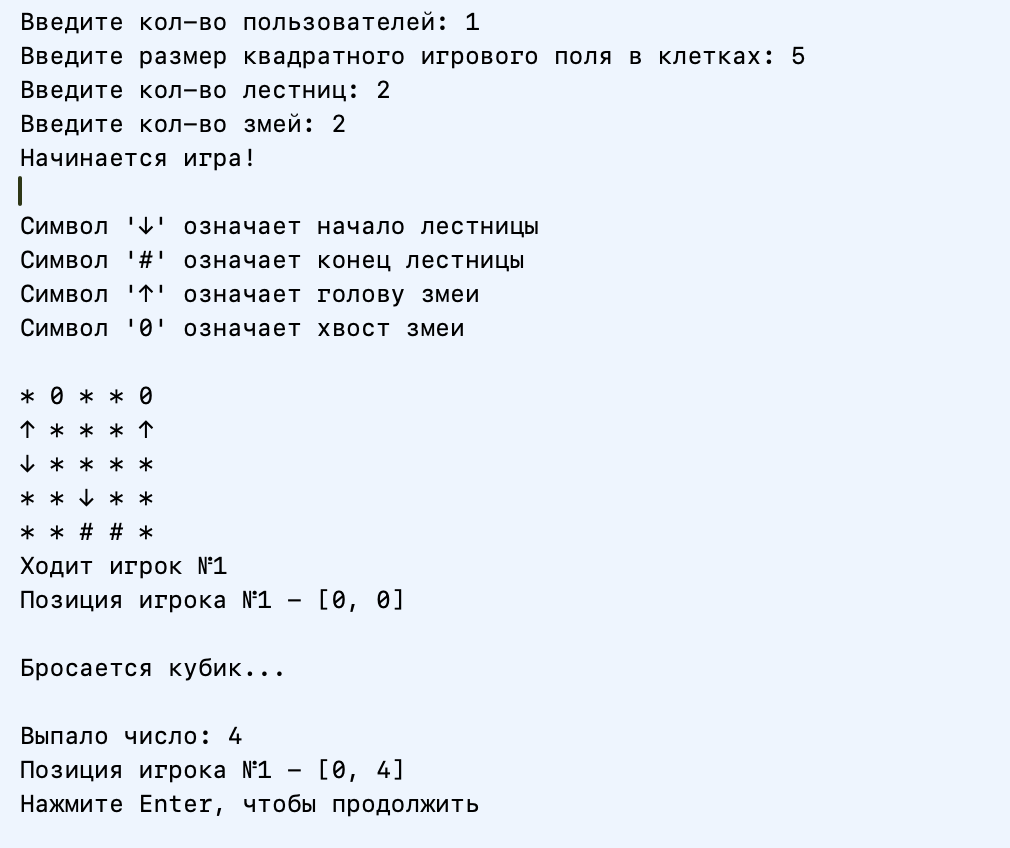 Введите кол-во пользователей: 1
Введите размер квадратного игрового поля в клетках: 5
Введите кол-во лестниц: 2
Введите кол-во змей: 2
Начинается игра!
Символ '↓' означает начало лестницы
Символ '#' означает конец лестницы
Символ '↑' означает голову змеи
Символ '0' означает хвост змеи
* 0 * * 0
↑ * * * ↑
↓ * * * *
* * ↓ * *
* * # # *
Ходит игрок №1
Позиция игрока №1 - [0, 0]
Бросается кубик...
Выпало число: 4
Позиция игрока №1 - [0, 4]
Нажмите Enter, чтобы продолжить